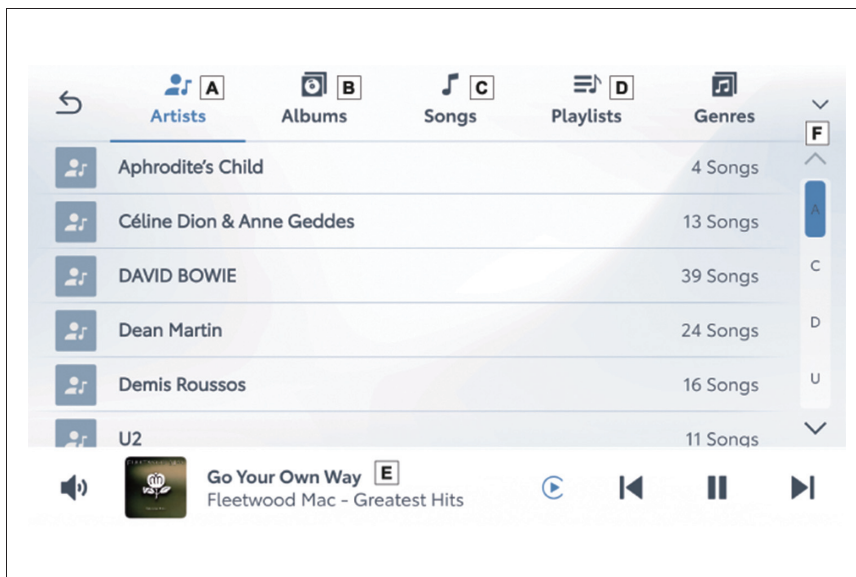 A B C D
Artists Albums Songs Playlists Genres
F
Aphrodite's Child 4 Songs
A
Céline Dion & Anne Geddes 13 Songs
DAVID BOWIE 39 Songs
C
Dean Martin 24 Songs
D
Demis Roussos 16 Songs
U
U2 11 Songs
Go Your Own Way E
Fleetwood Mac - Greatest Hits